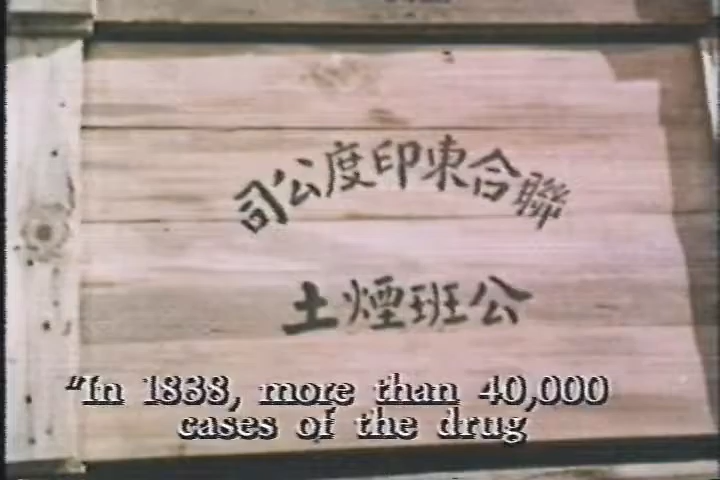 聯合東印度公司
公班煙土
"In 1838, more than 40,000
cases of the drug